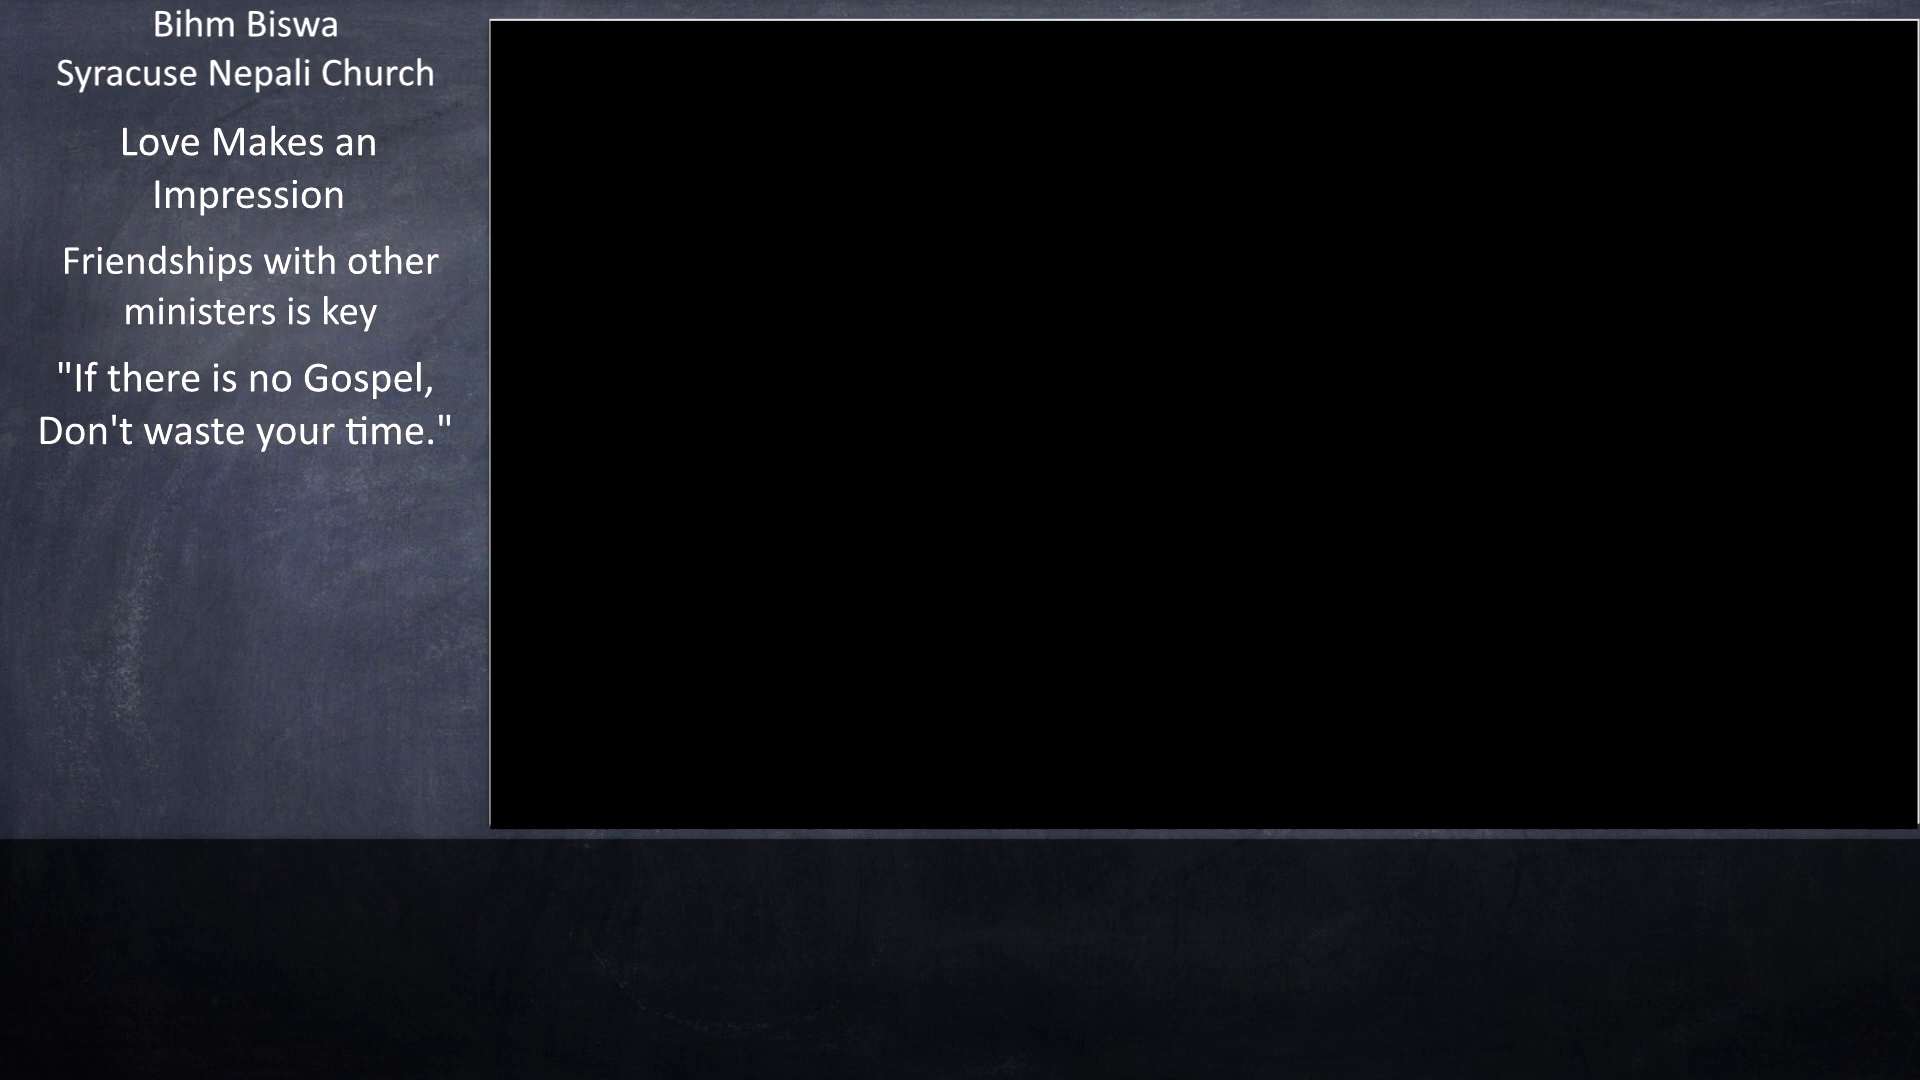 Bihm Biswa
Syracuse Nepali Church
Love Makes an
Impression
Friendships with other
ministers is key
"If there is no Gospel,
Don't waste your time."